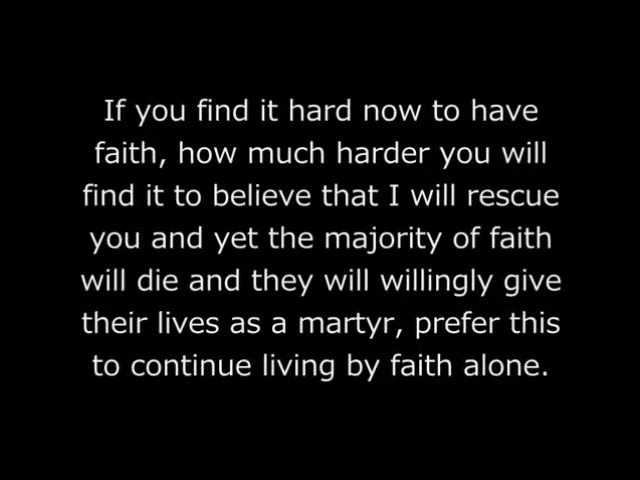 If you find it hard now to have
faith, how much harder you will
find it to believe that I will rescue
you and yet the majority of faith
will die and they will willingly give
their lives as a martyr, prefer this
to continue living by faith alone.